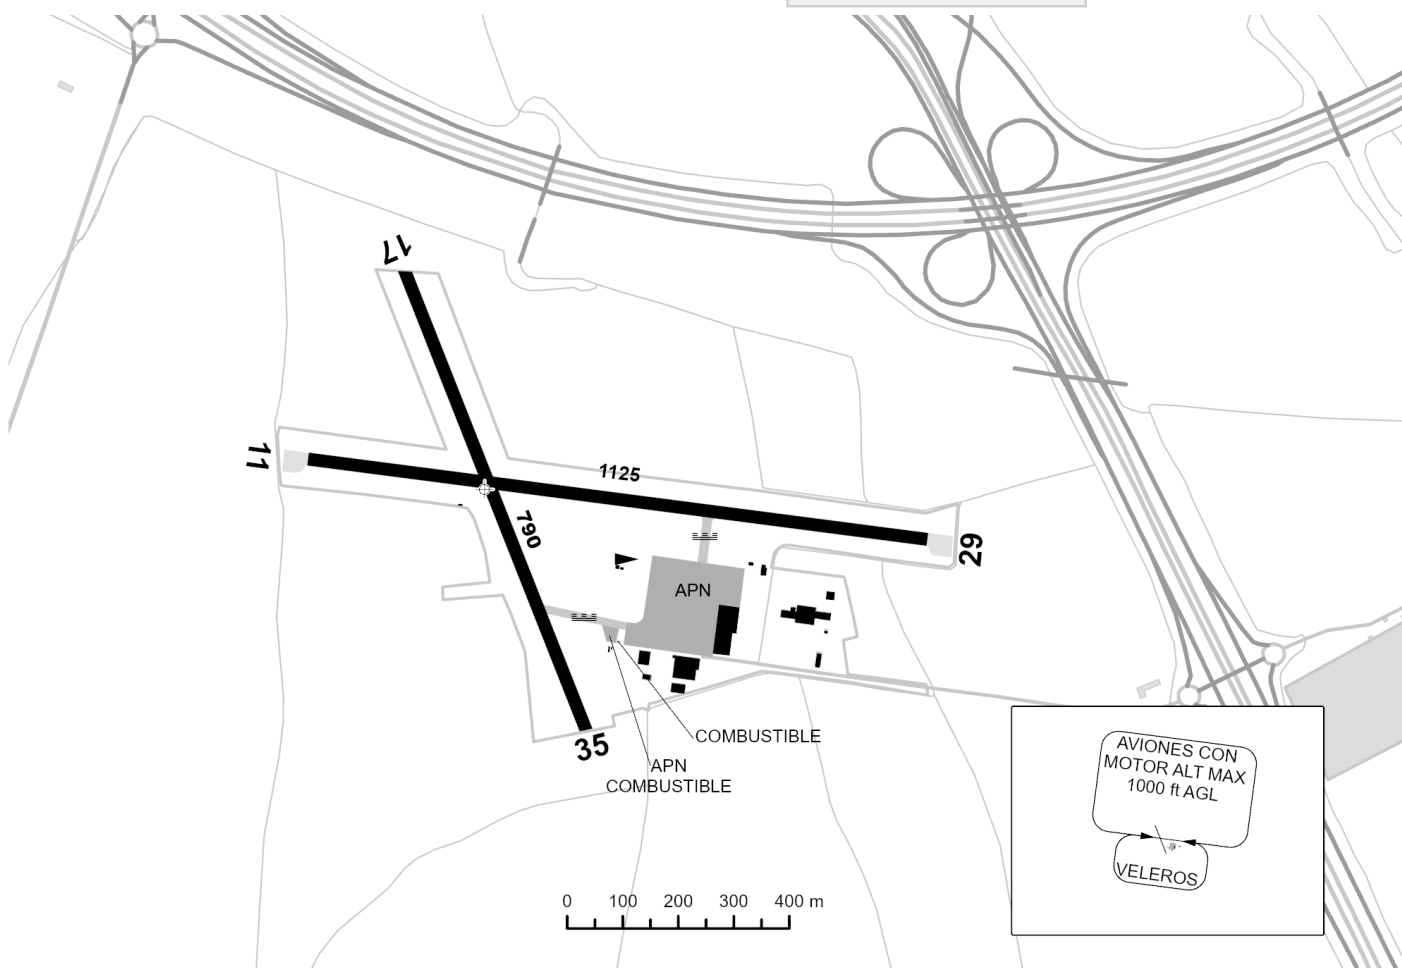 17
11
1125
790
29
APN
35
COMBUSTIBLE
APN
COMBUSTIBLE
AVIONES CON
MOTOR ALT MAX
1000 ft AGL
VELEROS
0 100 200 300 400 m